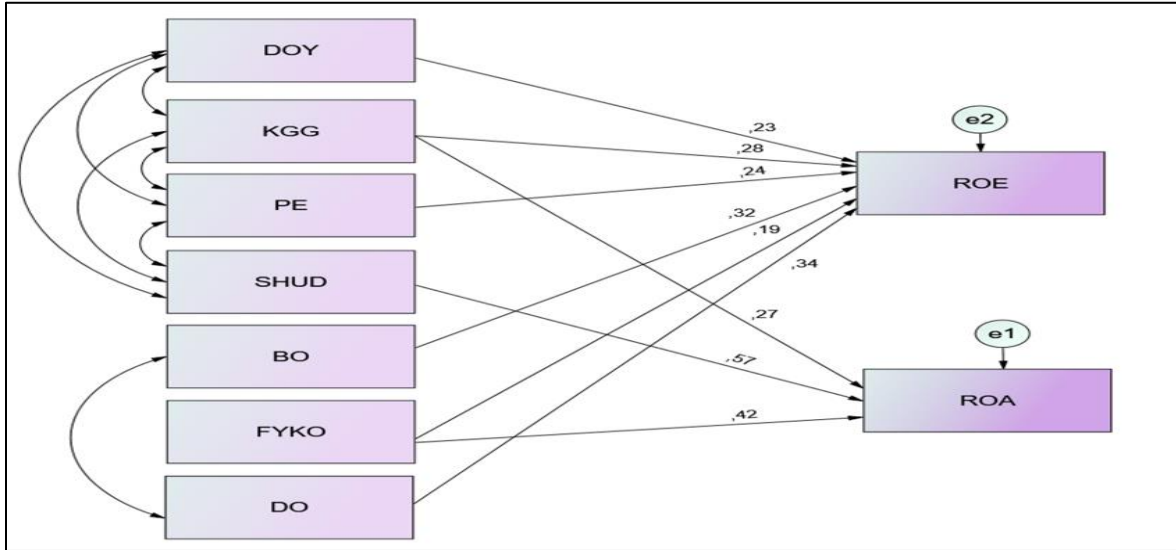 DOY
KGG
PE
SHUD
BO
FYKO
DO
,23
,28
,24
,32
,19
,34
,27
,57
,42
e2
ROE
e1
ROA